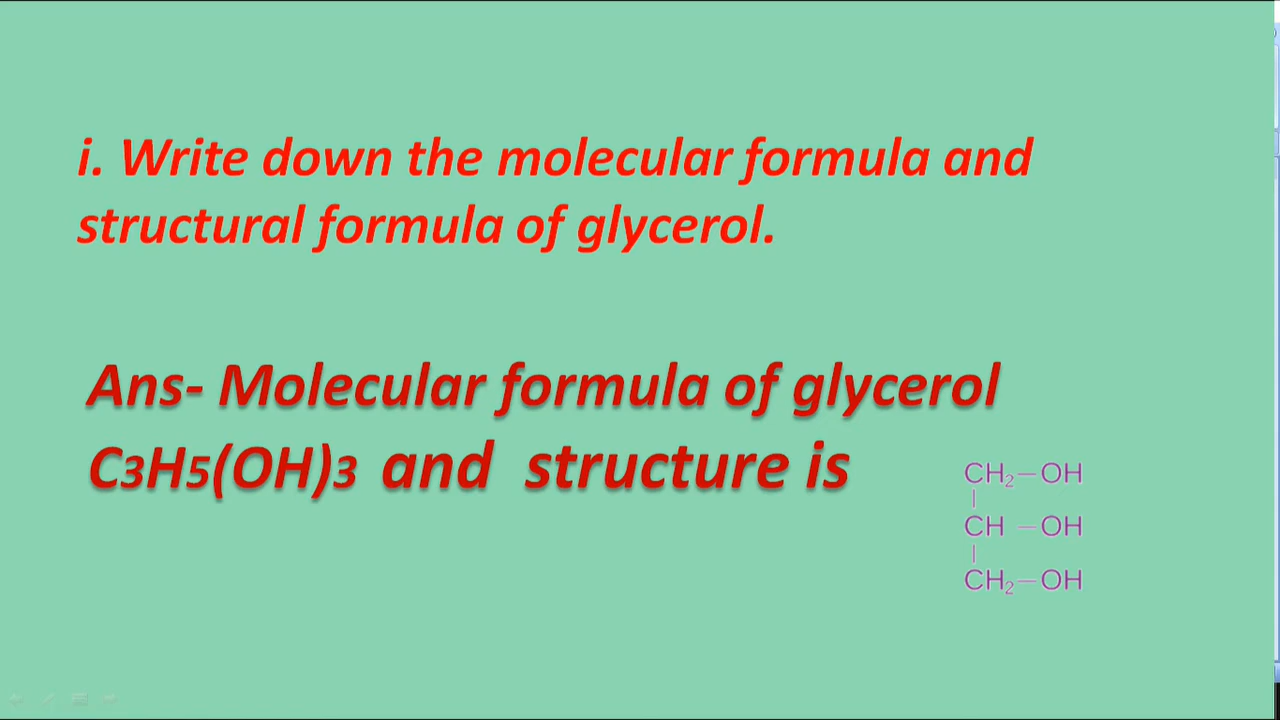 i. Write down the molecular formula and
structural formula of glycerol.
Ans- Molecular formula of glycerol
C3H5(OH)3 and structure is
CH₂–OH
|
CH –OH
|
CH₂–OH